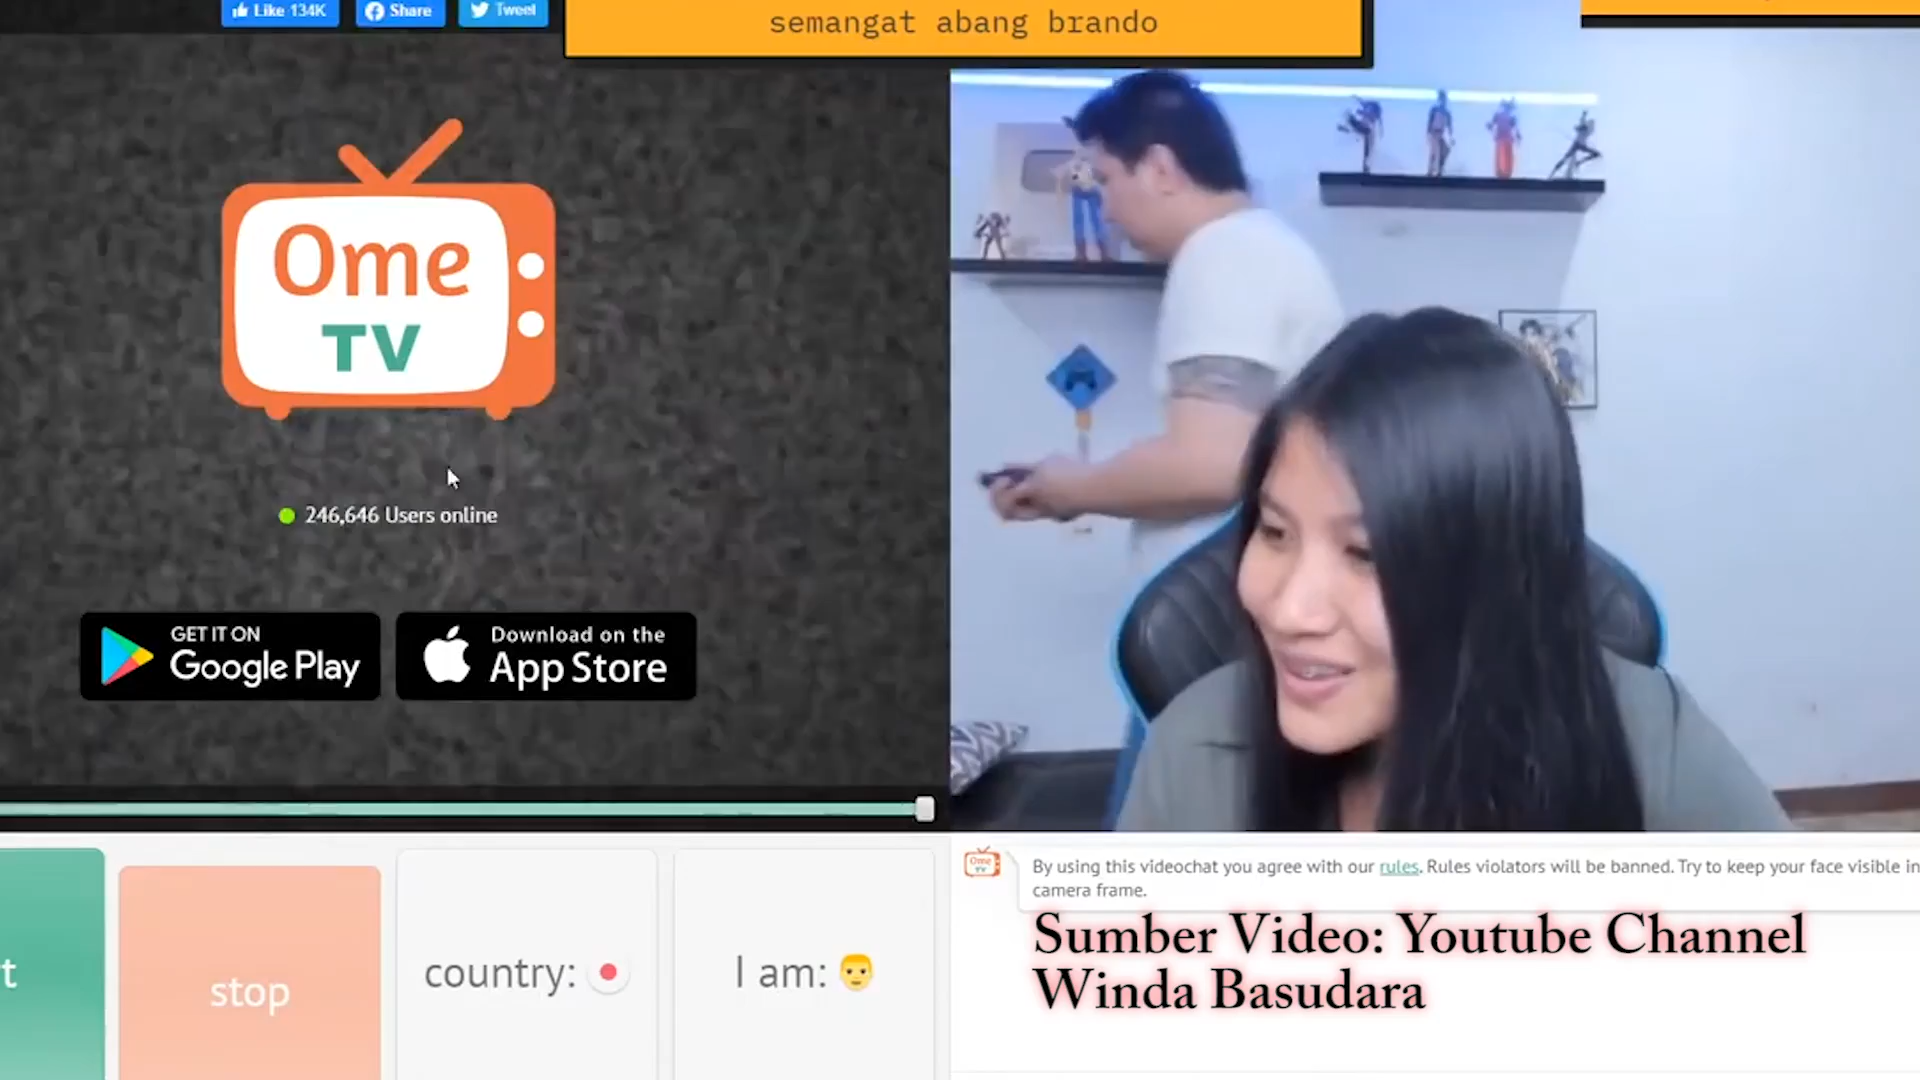 Like 134K
Share
Tweet
semangat abang brando
Ome
TV
246,646 Users online
GET IT ON
Google Play
Download on the
App Store
t
stop
country:
I am:
Ome
TV
By using this videochat you agree with our rules. Rules violators will be banned. Try to keep your face visible in
camera frame.
Sumber Video: Youtube Channel
Winda Basudara